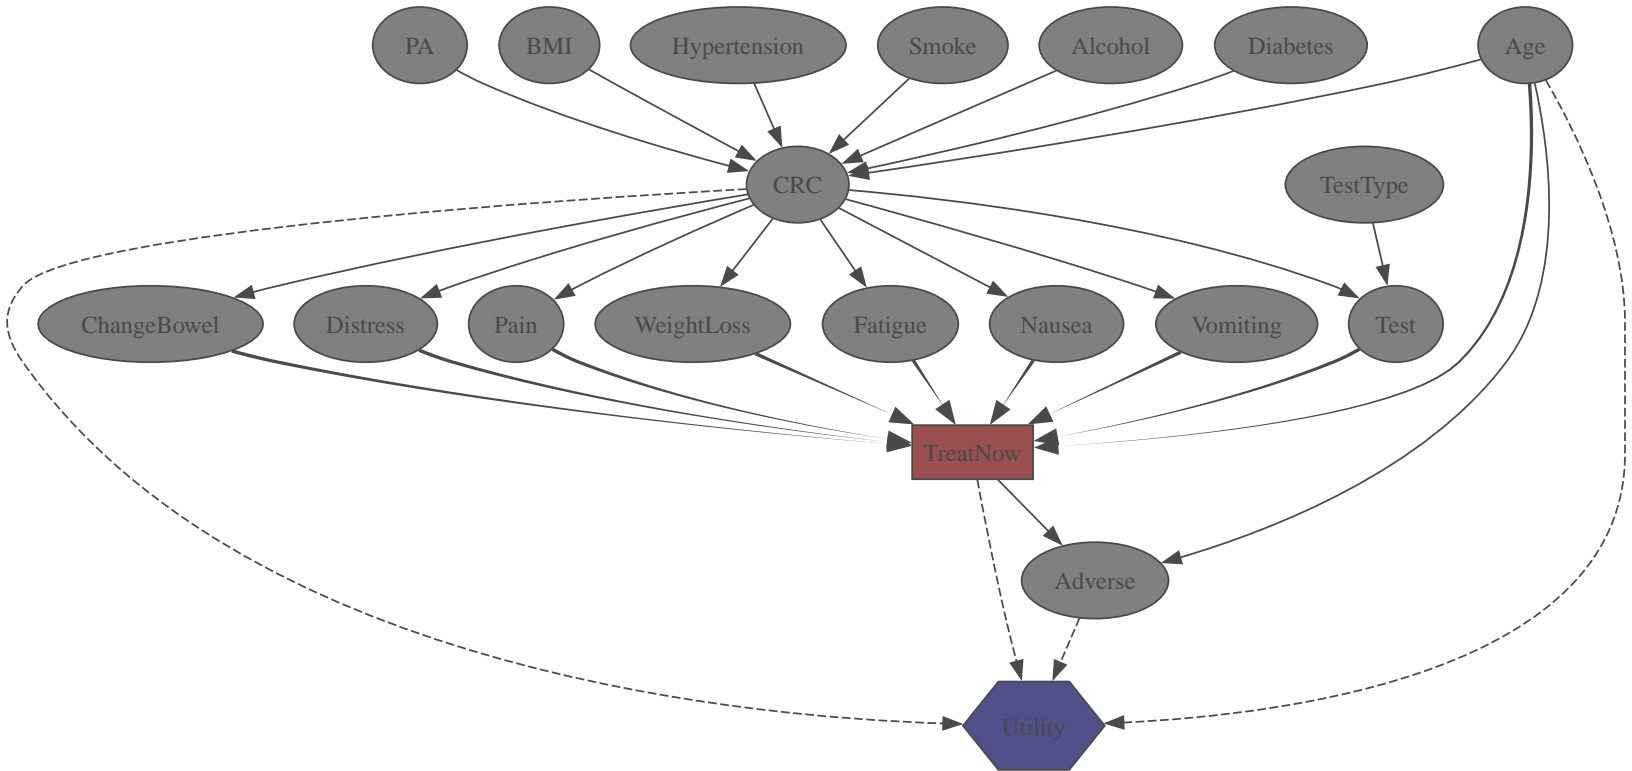 PA
BMI
Hypertension
Smoke
Alcohol
Diabetes
Age
CRC
TestType
ChangeBowel
Distress
Pain
WeightLoss
Fatigue
Nausea
Vomiting
Test
TreatNow
Adverse
Utility